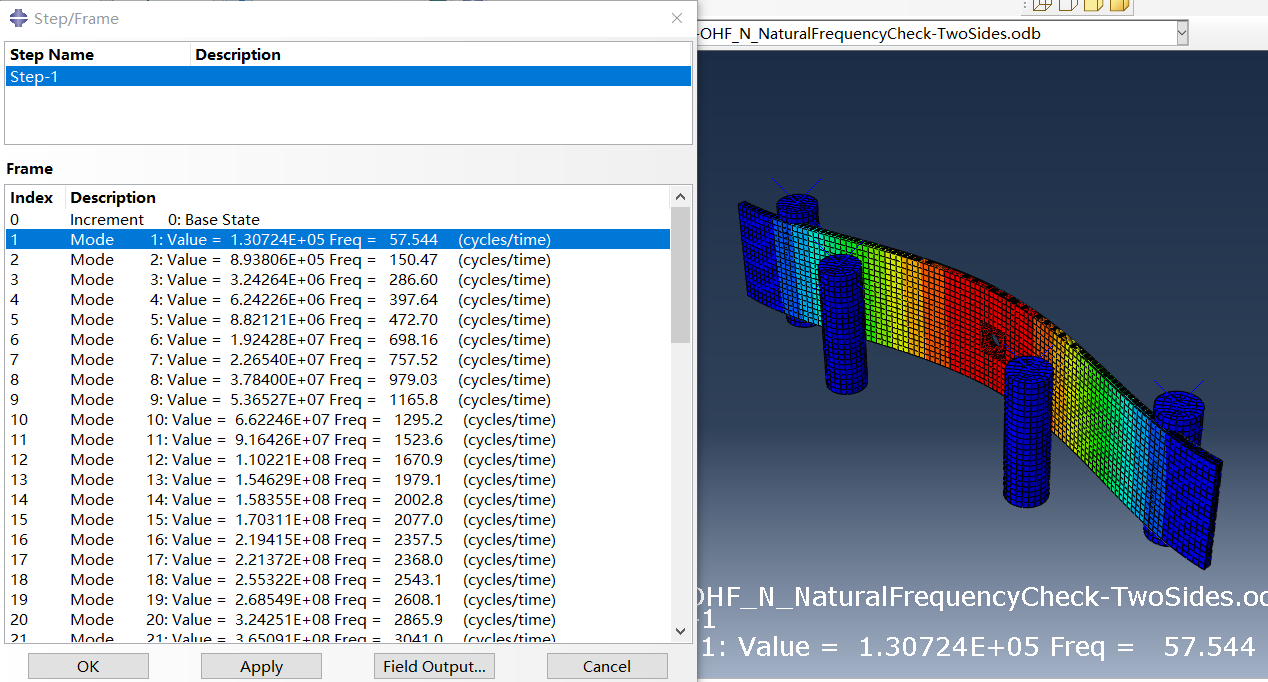 Step/Frame
Step Name Description
Step-1
Frame
Index Description
0 Increment 0: Base State
1 Mode 1: Value = 1.30724E+05 Freq = 57.544 (cycles/time)
2 Mode 2: Value = 8.93806E+05 Freq = 150.47 (cycles/time)
3 Mode 3: Value = 3.24264E+06 Freq = 286.60 (cycles/time)
4 Mode 4: Value = 6.24226E+06 Freq = 397.64 (cycles/time)
5 Mode 5: Value = 8.82121E+06 Freq = 472.70 (cycles/time)
6 Mode 6: Value = 1.92428E+07 Freq = 698.16 (cycles/time)
7 Mode 7: Value = 2.26540E+07 Freq = 757.52 (cycles/time)
8 Mode 8: Value = 3.78400E+07 Freq = 979.03 (cycles/time)
9 Mode 9: Value = 5.36527E+07 Freq = 1165.8 (cycles/time)
10 Mode 10: Value = 6.62246E+07 Freq = 1295.2 (cycles/time)
11 Mode 11: Value = 9.16426E+07 Freq = 1523.6 (cycles/time)
12 Mode 12: Value = 1.10221E+08 Freq = 1670.9 (cycles/time)
13 Mode 13: Value = 1.54629E+08 Freq = 1979.1 (cycles/time)
14 Mode 14: Value = 1.58355E+08 Freq = 2002.8 (cycles/time)
15 Mode 15: Value = 1.70311E+08 Freq = 2077.0 (cycles/time)
16 Mode 16: Value = 2.19415E+08 Freq = 2357.5 (cycles/time)
17 Mode 17: Value = 2.21372E+08 Freq = 2368.0 (cycles/time)
18 Mode 18: Value = 2.55322E+08 Freq = 2543.1 (cycles/time)
19 Mode 19: Value = 2.68549E+08 Freq = 2608.1 (cycles/time)
20 Mode 20: Value = 3.24251E+08 Freq = 2865.9 (cycles/time)
21 Mode 21: Value = 3.65091E+08 Freq = 3041.0 (cycles/time)
OK Apply Field Output... Cancel
-OHF_N_NaturalFrequencyCheck-TwoSides.odb
OHF_N_NaturalFrequencyCheck-TwoSides.od
-1
1: Value = 1.30724E+05 Freq = 57.544